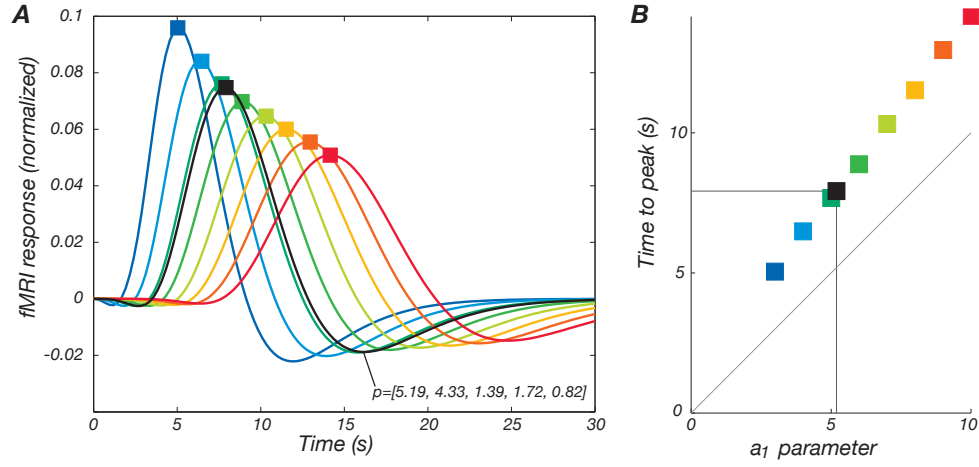 A
fMRI response (normalized)
0.1
0.08
0.06
0.04
0.02
0
-0.02
-0.04
p=[5.19, 4.33, 1.39, 1.72, 0.82]
0 5 10 15 20 25 30
Time (s)
B
Time to peak (s)
10
5
0
0 5 10
a1 parameter